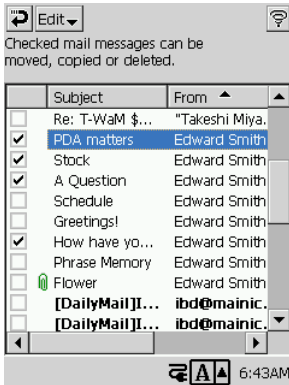 Edit
Checked mail messages can be
moved, copied or deleted.
Subject From
Re: T-WaM $... "Takeshi Miya.
PDA matters Edward Smith
Stock Edward Smith
A Question Edward Smith
Schedule Edward Smith
Greetings! Edward Smith
How have yo... Edward Smith
Phrase Memory Edward Smith
Flower Edward Smith
[DailyMail]I... ibd@mainic.
[DailyMail]I... ibd@mainic.
A 6:43AM